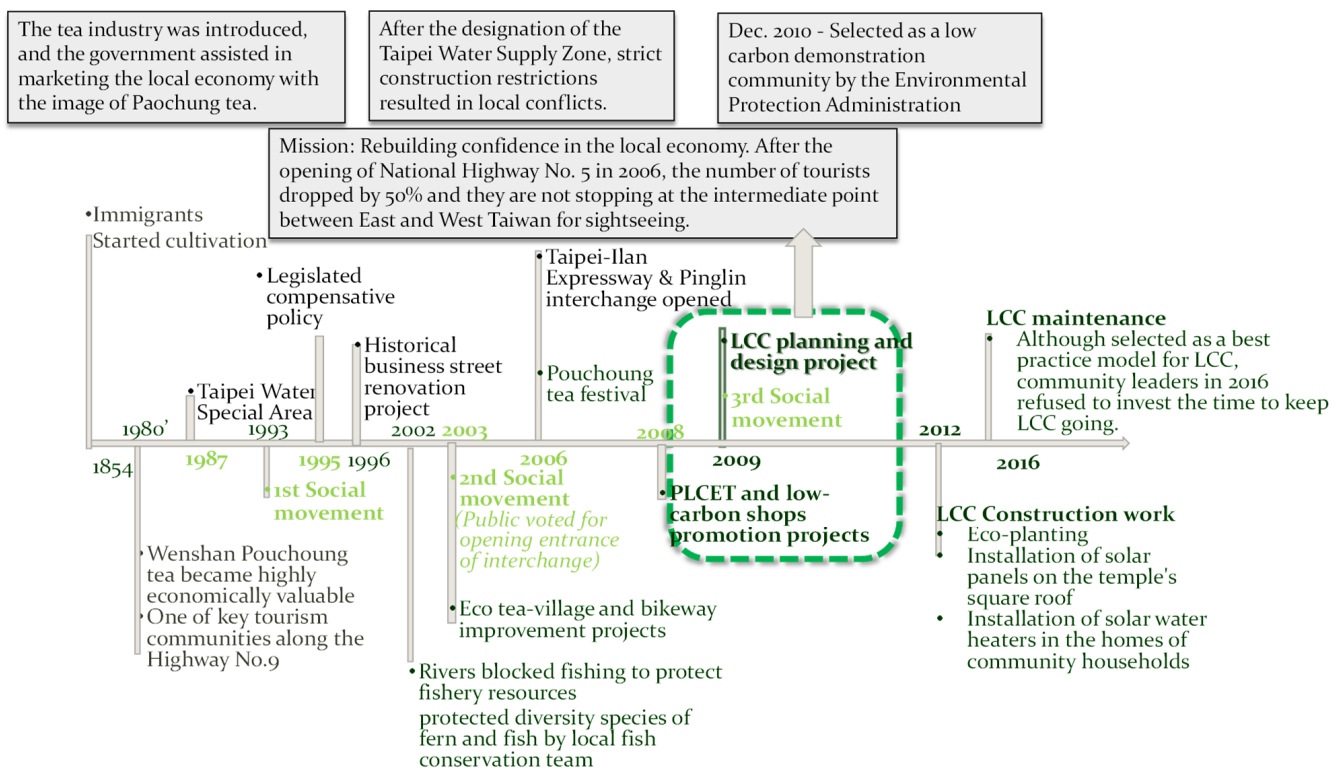 The tea industry was introduced,
and the government assisted in
marketing the local economy with
the image of Paochung tea.
After the designation of the
Taipei Water Supply Zone, strict
construction restrictions
resulted in local conflicts.
Dec. 2010 - Selected as a low
carbon demonstration
community by the Environmental
Protection Administration
Mission: Rebuilding confidence in the local economy. After the
opening of National Highway No. 5 in 2006, the number of tourists
dropped by 50% and they are not stopping at the intermediate point
between East and West Taiwan for sightseeing.
•Immigrants
Started cultivation
• Legislated
compensative
policy
•Taipei-Ilan
Expressway & Pinglin
interchange opened
•Pouchoung
tea festival
•Historical
business street
renovation
project
•Taipei Water
Special Area
•LCC planning and
design project
•3rd Social
movement
LCC maintenance
• Although selected as a best
practice model for LCC,
community leaders in 2016
refused to invest the time to keep
LCC going.
1980’
1993
2002
2003
2008
2012
1854
1987
1995
1996
2006
2009
2016
•1st Social
movement
•2nd Social
movement
(Public voted for
opening entrance
of interchange)
•PLCET and low-
carbon shops
promotion projects
LCC Construction work
• Eco-planting
• Installation of solar
panels on the temple's
square roof
• Installation of solar water
heaters in the homes of
community households
•Wenshan Pouchoung
tea became highly
economically valuable
•One of key tourism
communities along the
Highway No.9
•Eco tea-village and bikeway
improvement projects
•Rivers blocked fishing to protect
fishery resources
protected diversity species of
fern and fish by local fish
conservation team